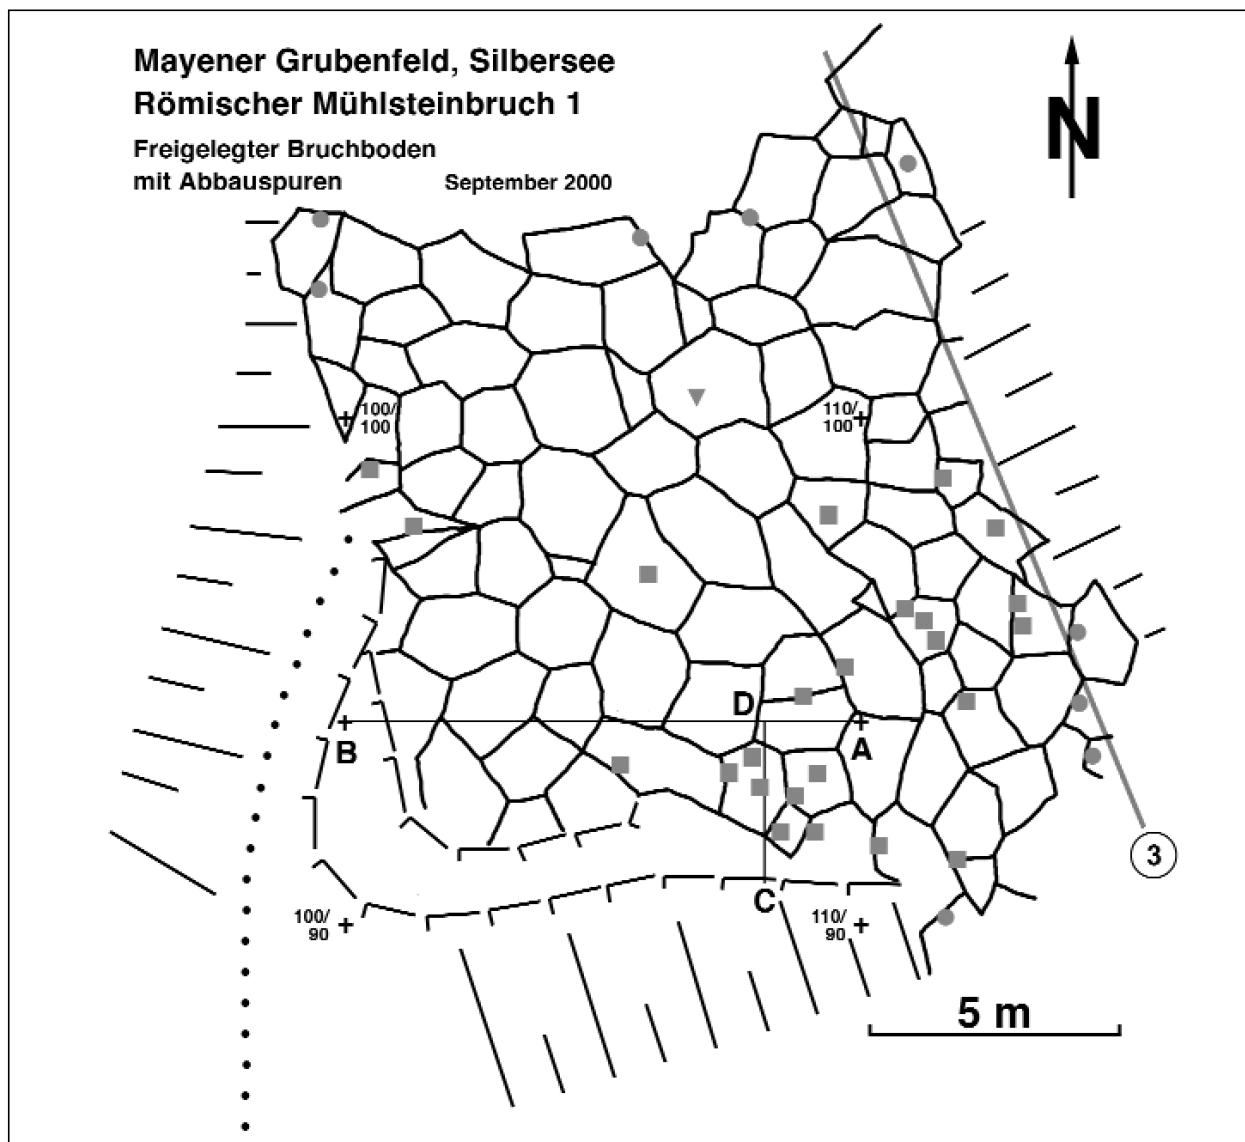 Mayener Grubenfeld, Silbersee
Römischer Mühlsteinbruch 1
Freigelegter Bruchboden
mit Abbauspuren
September 2000
N
100/
100
110/
100
D
B
A
3
C
100/
90
110/
90
5 m